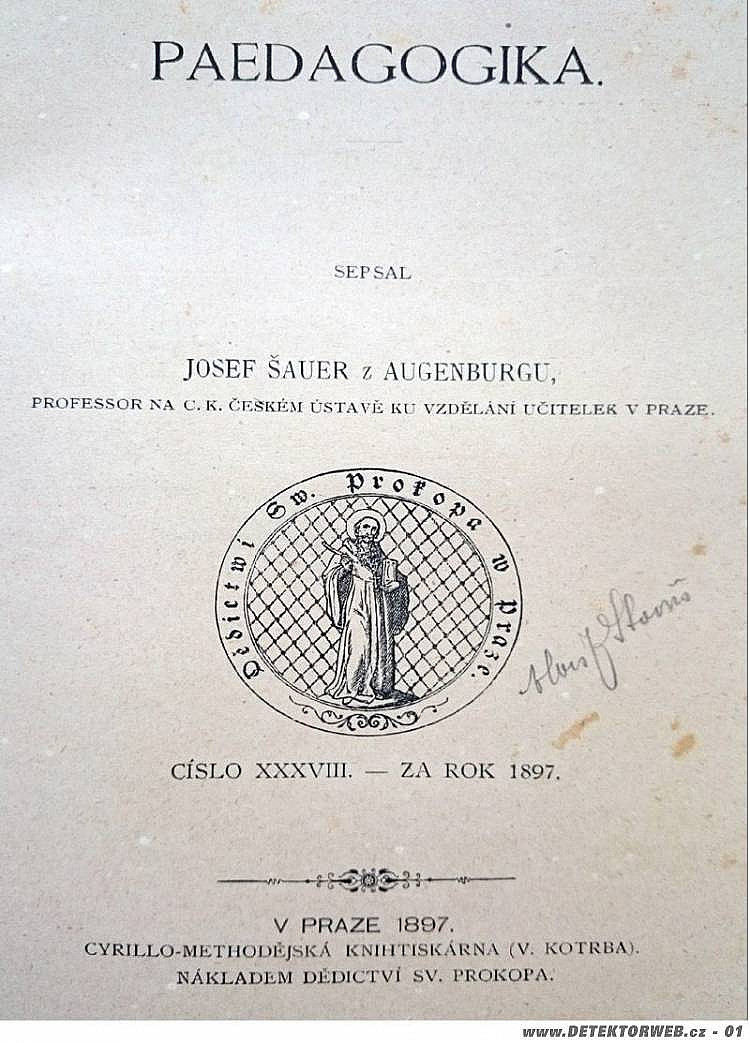 PAEDAGOGIKA.
SEPSAL
JOSEF ŠAUER z AUGENBURGU,
PROFESSOR NA C. K. ČESKÉM ÚSTAVĚ KU VZDĚLÁNÍ UČITELEK V PRAZE.
Dědictwí Sw. Prokopa w Praze.
CÍSLO XXXVIII. — ZA ROK 1897.
V PRAZE 1897.
CYRILLO-METHODĚJSKÁ KNIHTISKÁRNA (V. KOTRBA).
NÁKLADEM DĚDICTVÍ SV. PROKOPA.
www.DETEKTORWEB.cz - 01